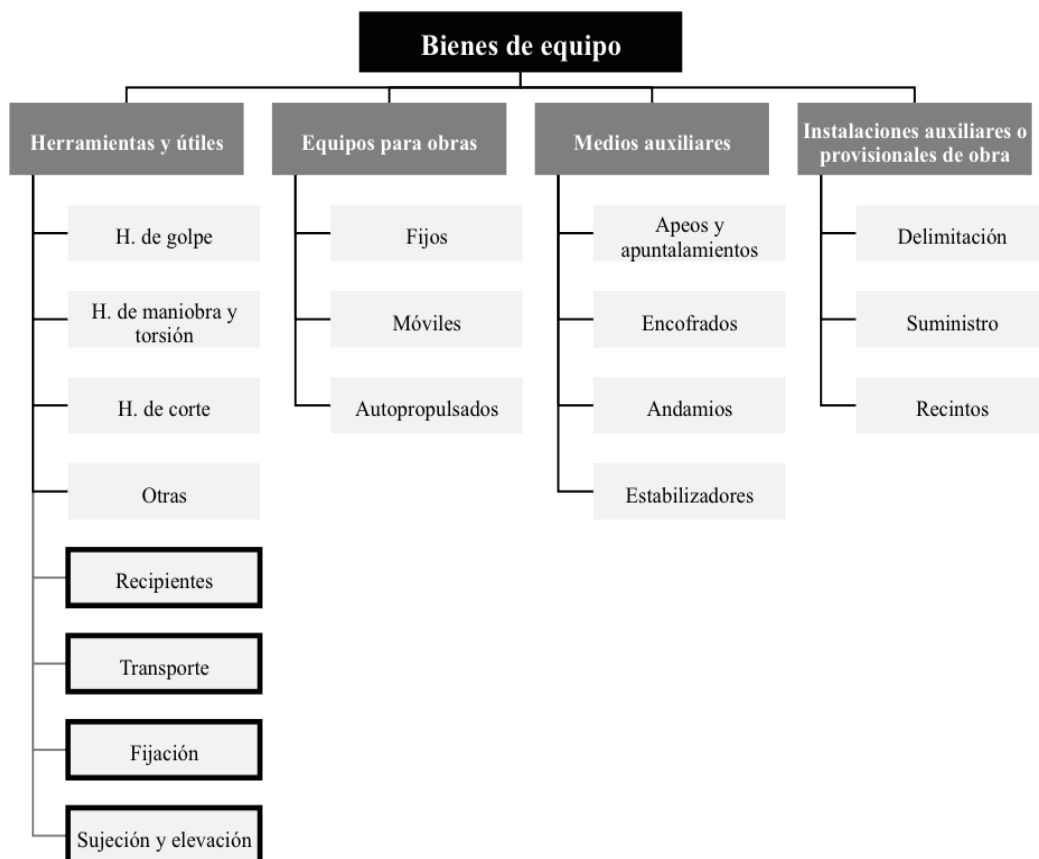 Bienes de equipo
Herramientas y útiles
H. de golpe
H. de maniobra y
torsión
H. de corte
Otras
Recipientes
Transporte
Fijación
Sujeción y elevación
Equipos para obras
Fijos
Móviles
Autopropulsados
Medios auxiliares
Apeos y
apuntalamientos
Encofrados
Andamios
Estabilizadores
Instalaciones auxiliares o
provisionales de obra
Delimitación
Suministro
Recintos